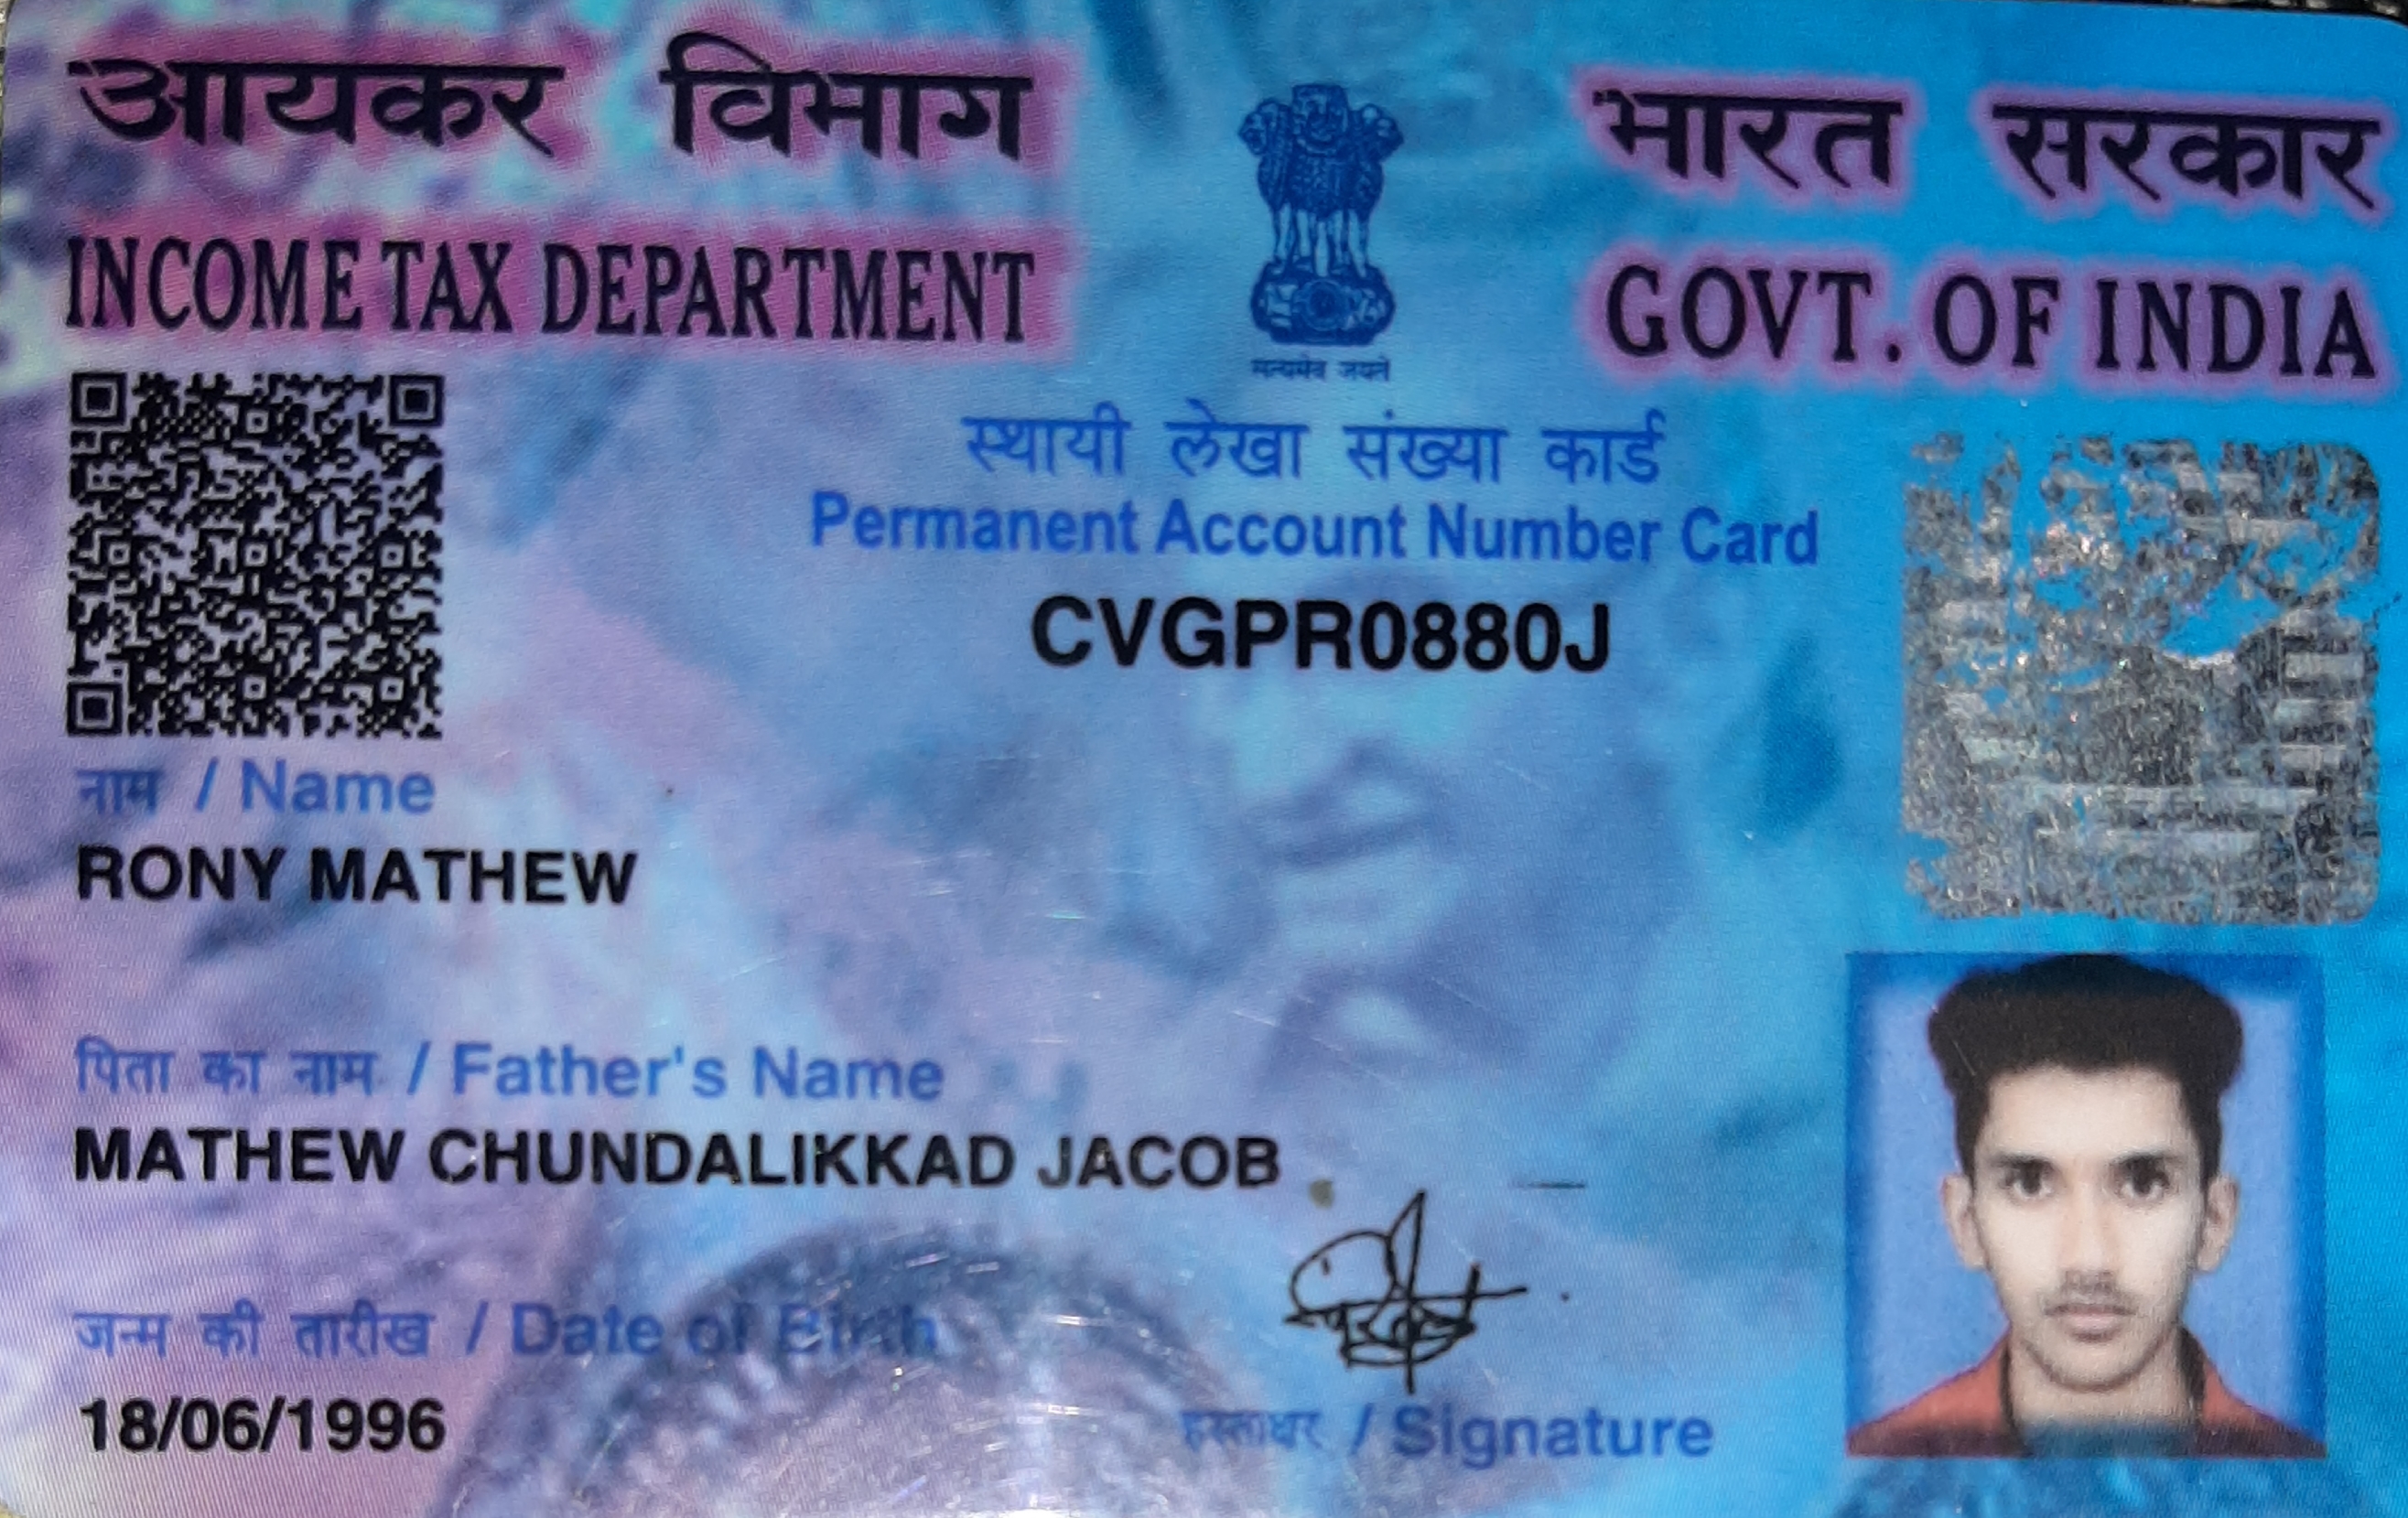 आयकर विभाग
INCOME TAX DEPARTMENT
सत्यमेव जयते
भारत सरकार
GOVT. OF INDIA
स्थायी लेखा संख्या कार्ड
Permanent Account Number Card
CVGPR0880J
नाम / Name
RONY MATHEW
पिता का नाम / Father's Name
MATHEW CHUNDALIKKAD JACOB
जन्म की तारीख / Date of Birth
18/06/1996
हस्ताक्षर / Signature